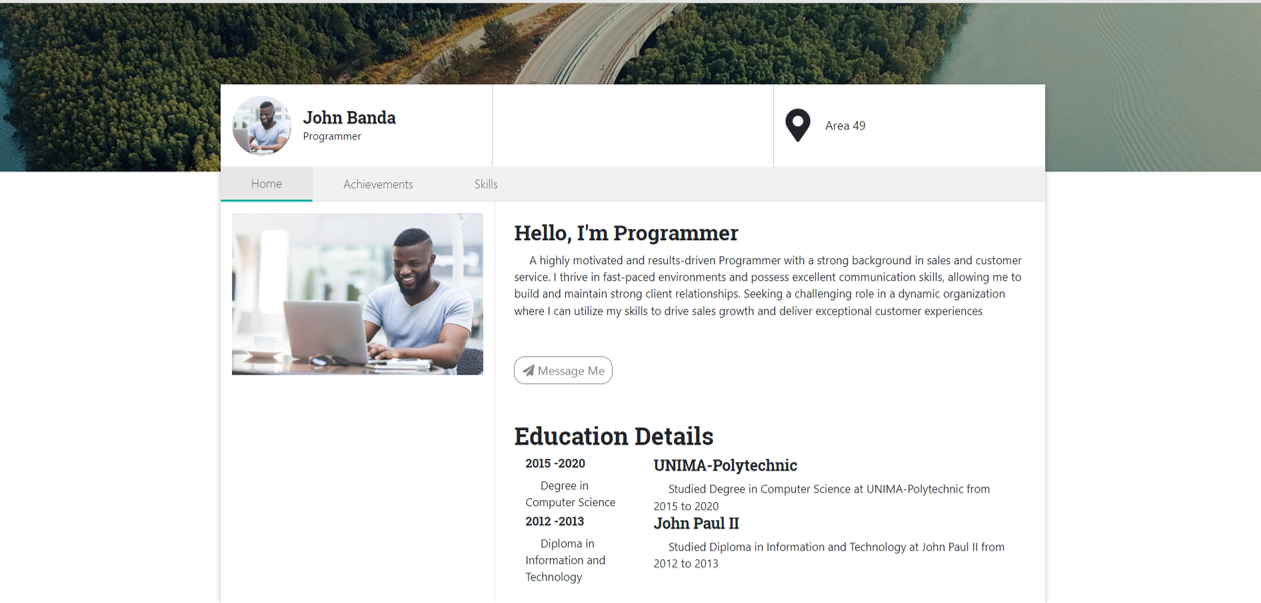 John Banda
Programmer
Area 49
Home
Achievements
Skills
Hello, I'm Programmer
A highly motivated and results-driven Programmer with a strong background in sales and customer
service. I thrive in fast-paced environments and possess excellent communication skills, allowing me to
build and maintain strong client relationships. Seeking a challenging role in a dynamic organization
where I can utilize my skills to drive sales growth and deliver exceptional customer experiences
Message Me
Education Details
2015 -2020
Degree in
Computer Science
UNIMA-Polytechnic
Studied Degree in Computer Science at UNIMA-Polytechnic from
2015 to 2020
2012 -2013
Diploma in
Information and
Technology
John Paul II
Studied Diploma in Information and Technology at John Paul II from
2012 to 2013